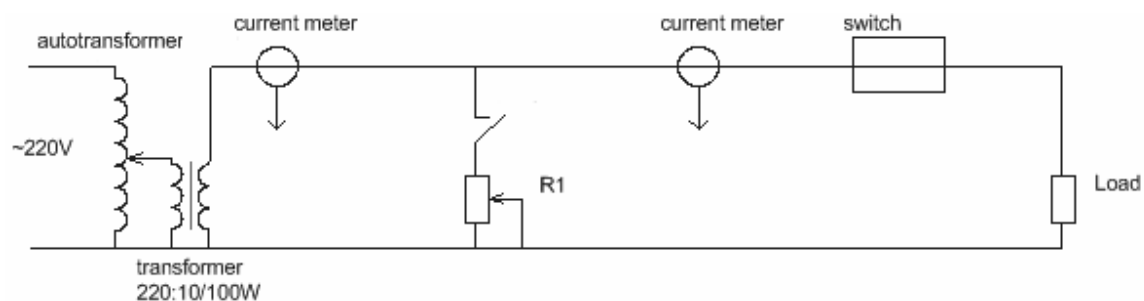 current meter
current meter
switch
autotransformer
~220V
R1
Load
transformer
220:10/100W